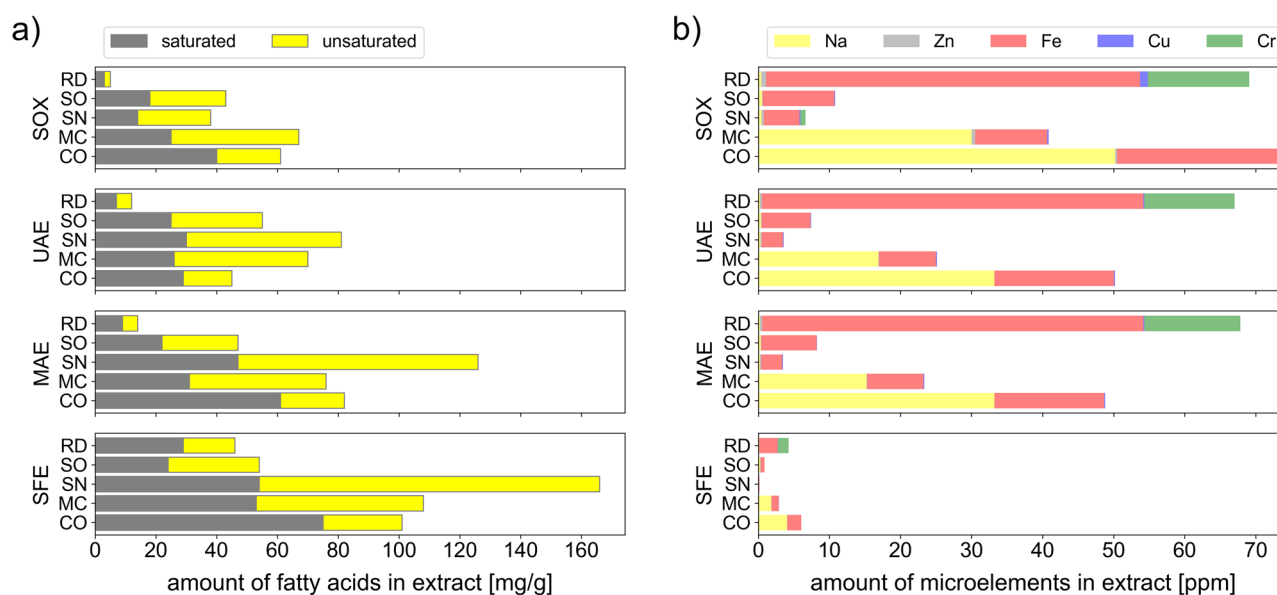 a)
saturated unsaturated
SOX
RD
SO
SN
MC
CO
UAE
RD
SO
SN
MC
CO
MAE
RD
SO
SN
MC
CO
SFE
RD
SO
SN
MC
CO
0 20 40 60 80 100 120 140 160
amount of fatty acids in extract [mg/g]
b)
Na Zn Fe Cu Cr
SOX
RD
SO
SN
MC
CO
UAE
RD
SO
SN
MC
CO
MAE
RD
SO
SN
MC
CO
SFE
RD
SO
SN
MC
CO
0 10 20 30 40 50 60 70
amount of microelements in extract [ppm]